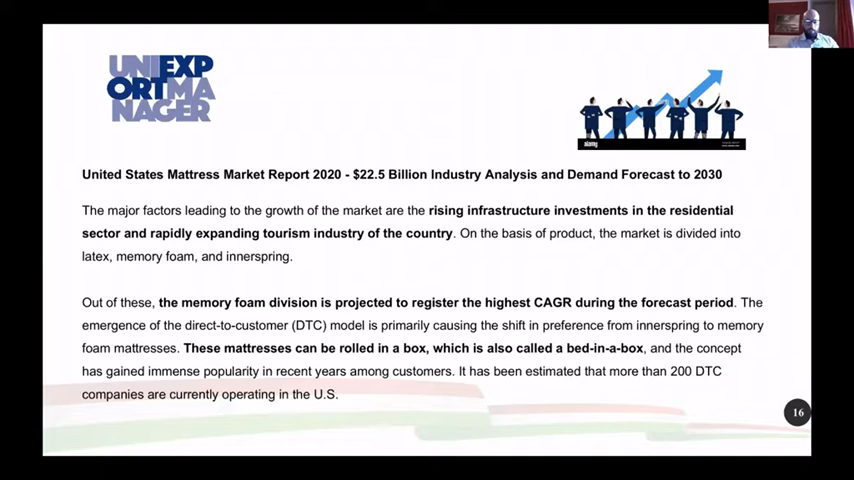 UNIEXP
ORTMA
NAGER
alamy
United States Mattress Market Report 2020 - $22.5 Billion Industry Analysis and Demand Forecast to 2030
The major factors leading to the growth of the market are the rising infrastructure investments in the residential
sector and rapidly expanding tourism industry of the country. On the basis of product, the market is divided into
latex, memory foam, and innerspring.
Out of these, the memory foam division is projected to register the highest CAGR during the forecast period. The
emergence of the direct-to-customer (DTC) model is primarily causing the shift in preference from innerspring to memory
foam mattresses. These mattresses can be rolled in a box, which is also called a bed-in-a-box, and the concept
has gained immense popularity in recent years among customers. It has been estimated that more than 200 DTC
companies are currently operating in the U.S.
16